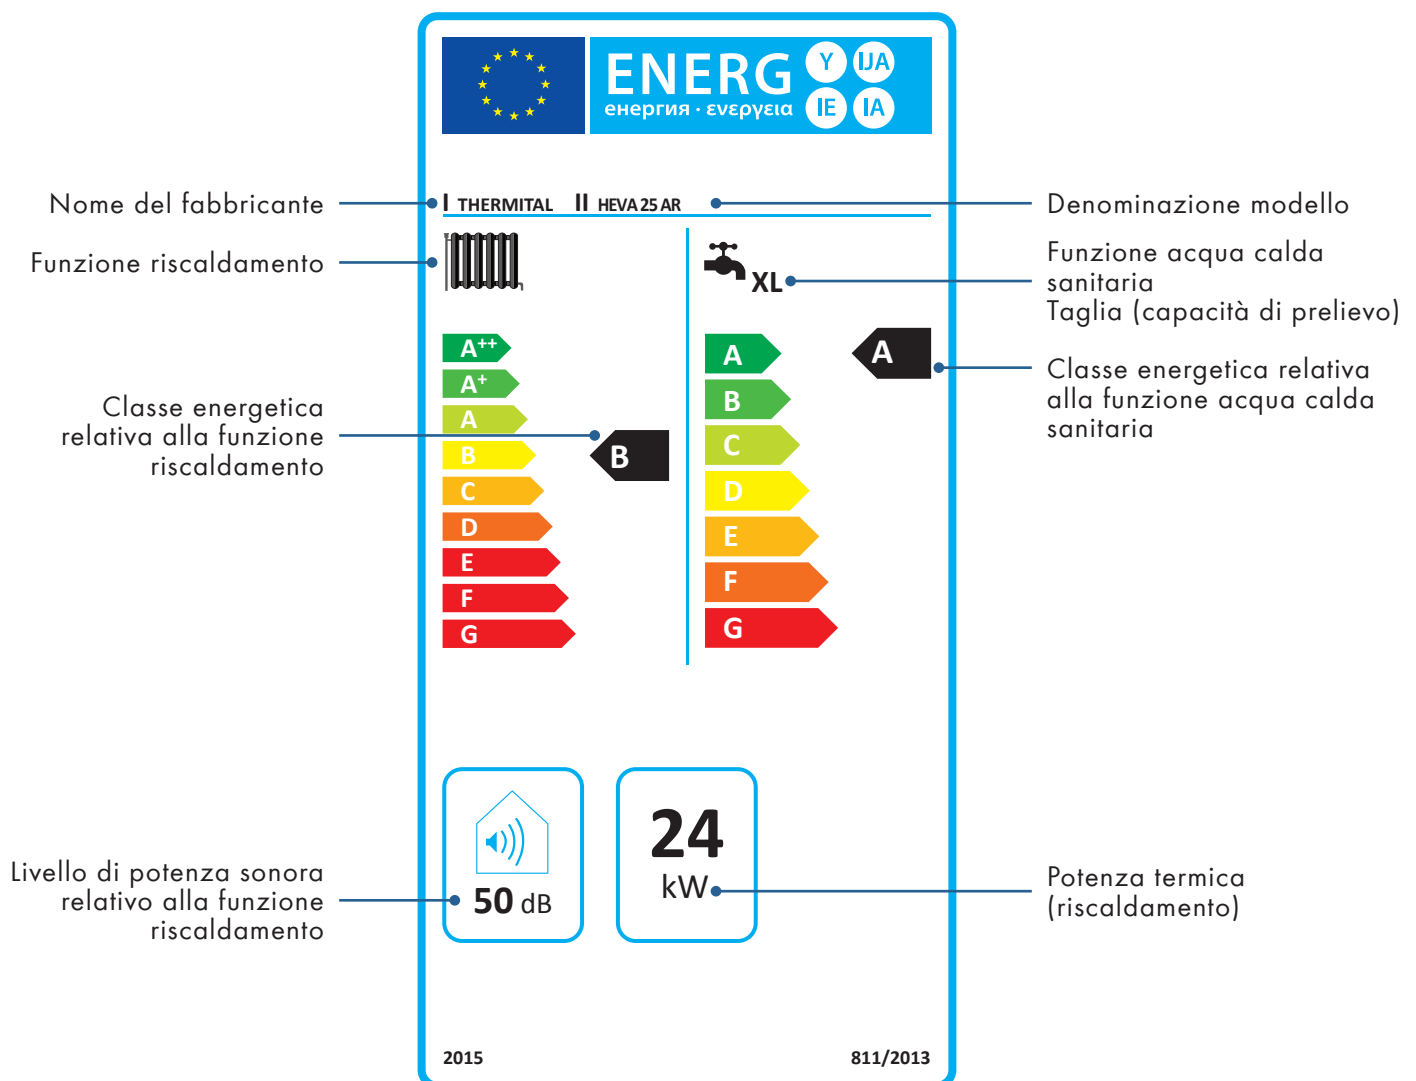 ENERG
енергия · ενεργεια
Y
IJA
IE
IA
Nome del fabbricante
I THERMITAL II HEVA 25 AR
Denominazione modello
Funzione riscaldamento
XL
Funzione acqua calda
sanitaria
Taglia (capacità di prelievo)
A++
A+
A
B
C
D
E
F
G
Classe energetica
relativa alla funzione
riscaldamento
B
A
B
C
D
E
F
G
A
Classe energetica relativa
alla funzione acqua calda
sanitaria
Livello di potenza sonora
relativo alla funzione
riscaldamento
50 dB
24
kW
Potenza termica
(riscaldamento)
2015
811/2013